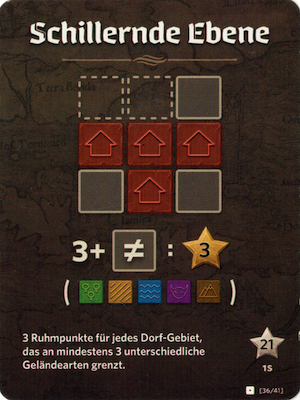 Schillernde Ebene
3+ ≠ : 3
( )
3 Ruhmpunkte für jedes Dorf-Gebiet,
das an mindestens 3 unterschiedliche
Geländearten grenzt.
21
1S
[36/41]